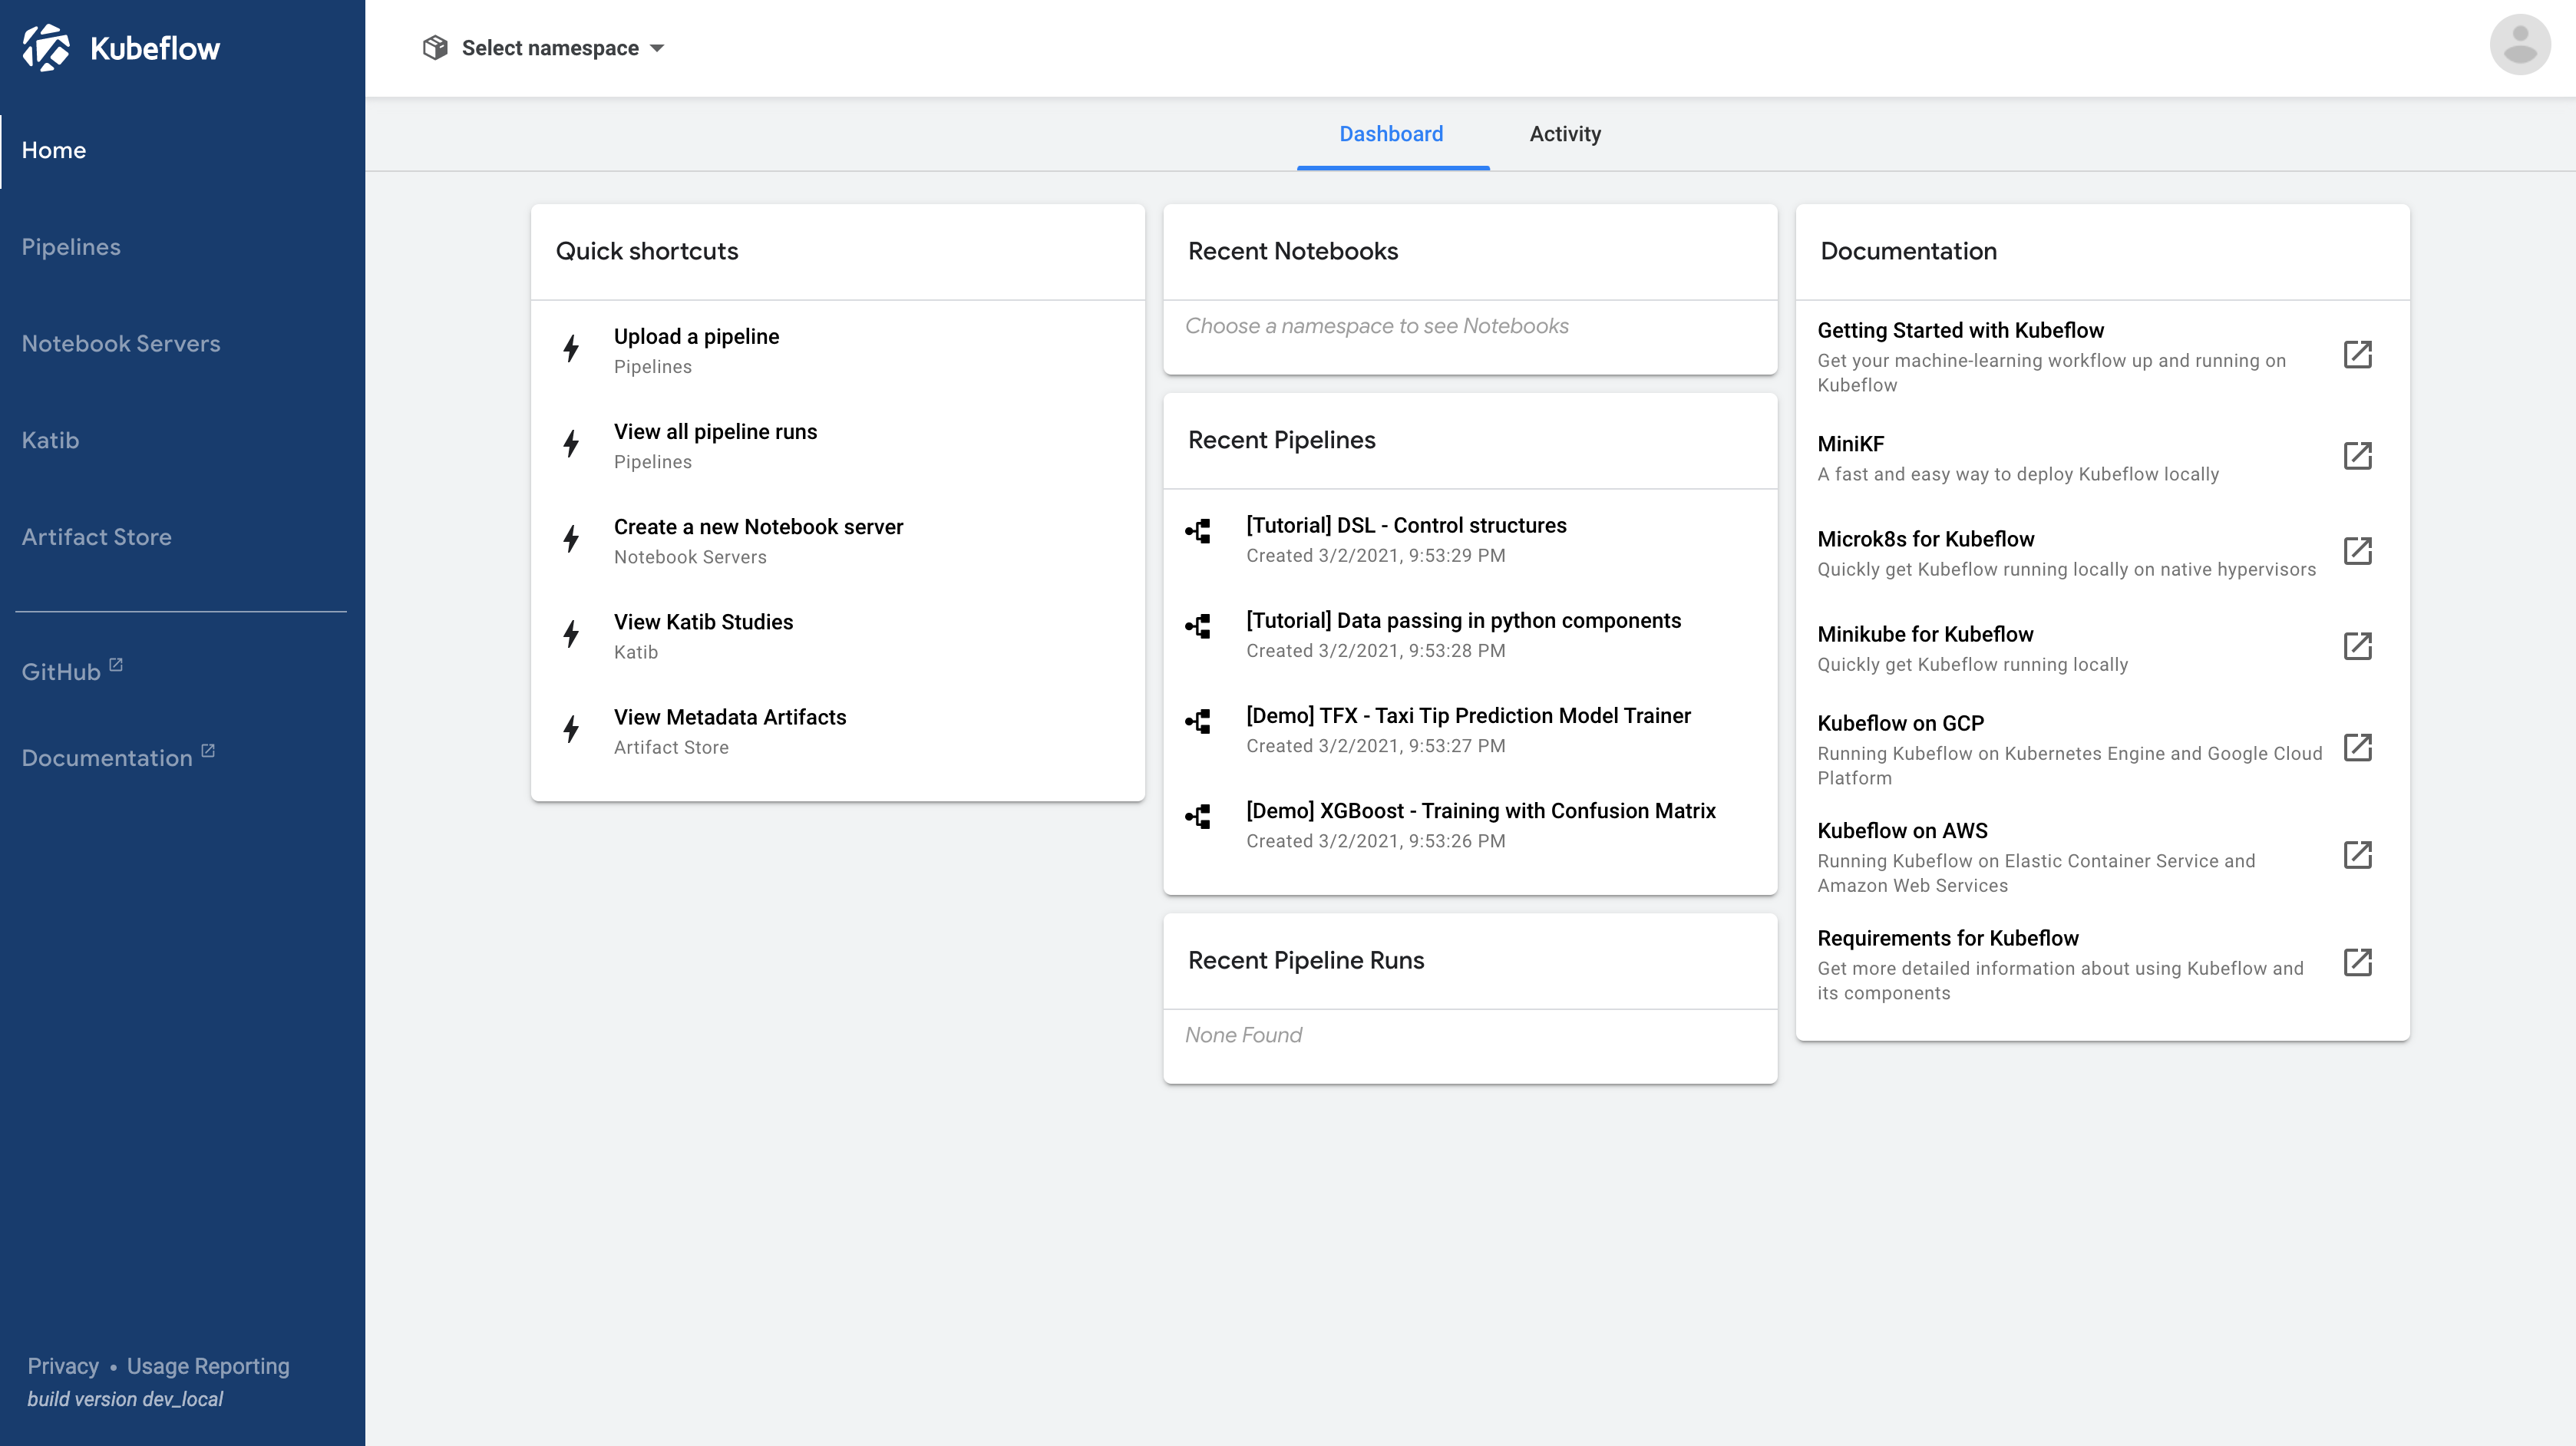 Kubeflow
Home
Pipelines
Notebook Servers
Katib
Artifact Store
GitHub
Documentation
Privacy • Usage Reporting
build version dev_local
Select namespace
Dashboard
Activity
Quick shortcuts
Upload a pipeline
Pipelines
View all pipeline runs
Pipelines
Create a new Notebook server
Notebook Servers
View Katib Studies
Katib
View Metadata Artifacts
Artifact Store
Recent Notebooks
Choose a namespace to see Notebooks
Recent Pipelines
[Tutorial] DSL - Control structures
Created 3/2/2021, 9:53:29 PM
[Tutorial] Data passing in python components
Created 3/2/2021, 9:53:28 PM
[Demo] TFX - Taxi Tip Prediction Model Trainer
Created 3/2/2021, 9:53:27 PM
[Demo] XGBoost - Training with Confusion Matrix
Created 3/2/2021, 9:53:26 PM
Recent Pipeline Runs
None Found
Documentation
Getting Started with Kubeflow
Get your machine-learning workflow up and running on
Kubeflow
MiniKF
A fast and easy way to deploy Kubeflow locally
Microk8s for Kubeflow
Quickly get Kubeflow running locally on native hypervisors
Minikube for Kubeflow
Quickly get Kubeflow running locally
Kubeflow on GCP
Running Kubeflow on Kubernetes Engine and Google Cloud
Platform
Kubeflow on AWS
Running Kubeflow on Elastic Container Service and
Amazon Web Services
Requirements for Kubeflow
Get more detailed information about using Kubeflow and
its components